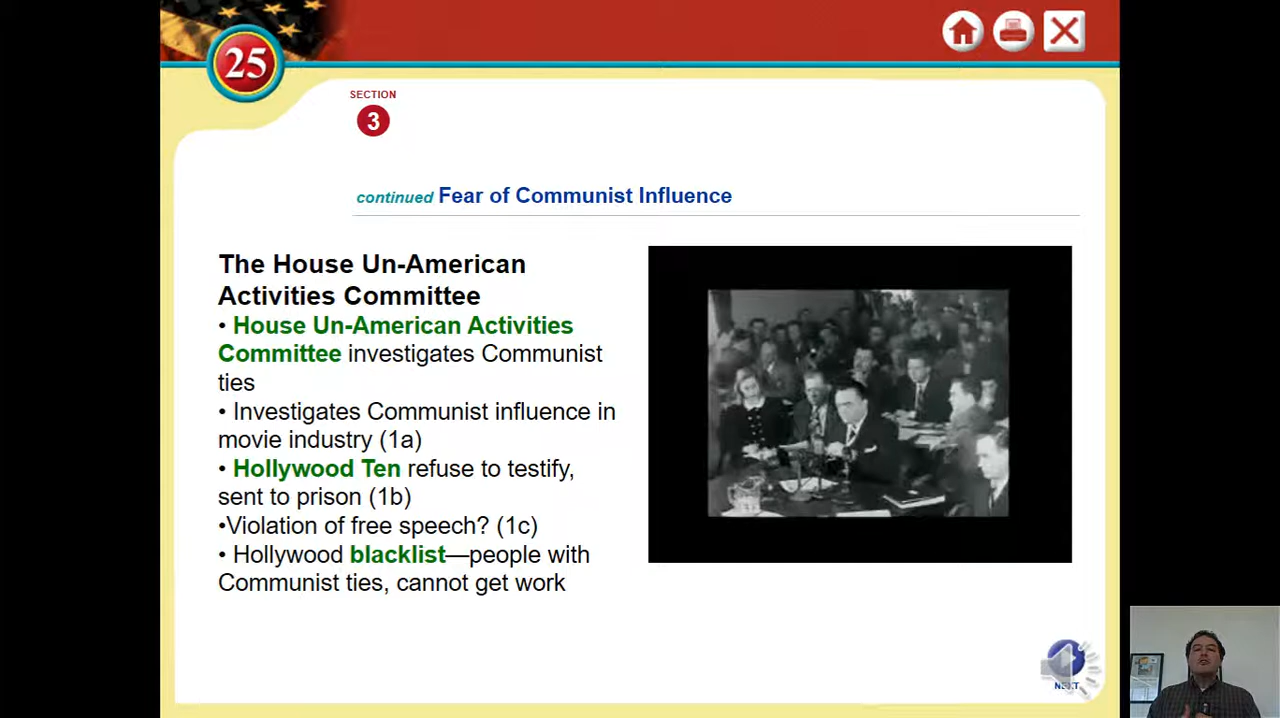 25
SECTION
3
continued Fear of Communist Influence
The House Un-American
Activities Committee
• House Un-American Activities
Committee investigates Communist
ties
• Investigates Communist influence in
movie industry (1a)
• Hollywood Ten refuse to testify,
sent to prison (1b)
•Violation of free speech? (1c)
• Hollywood blacklist—people with
Communist ties, cannot get work
NEXT